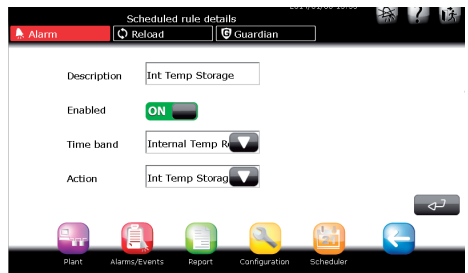 Scheduled rule details
Alarm
Reload
Guardian
Description
Int Temp Storage
Enabled
ON
Time band
Internal Temp R
Action
Int Temp Storag
Plant
Alarms/Events
Report
Configuration
Scheduler